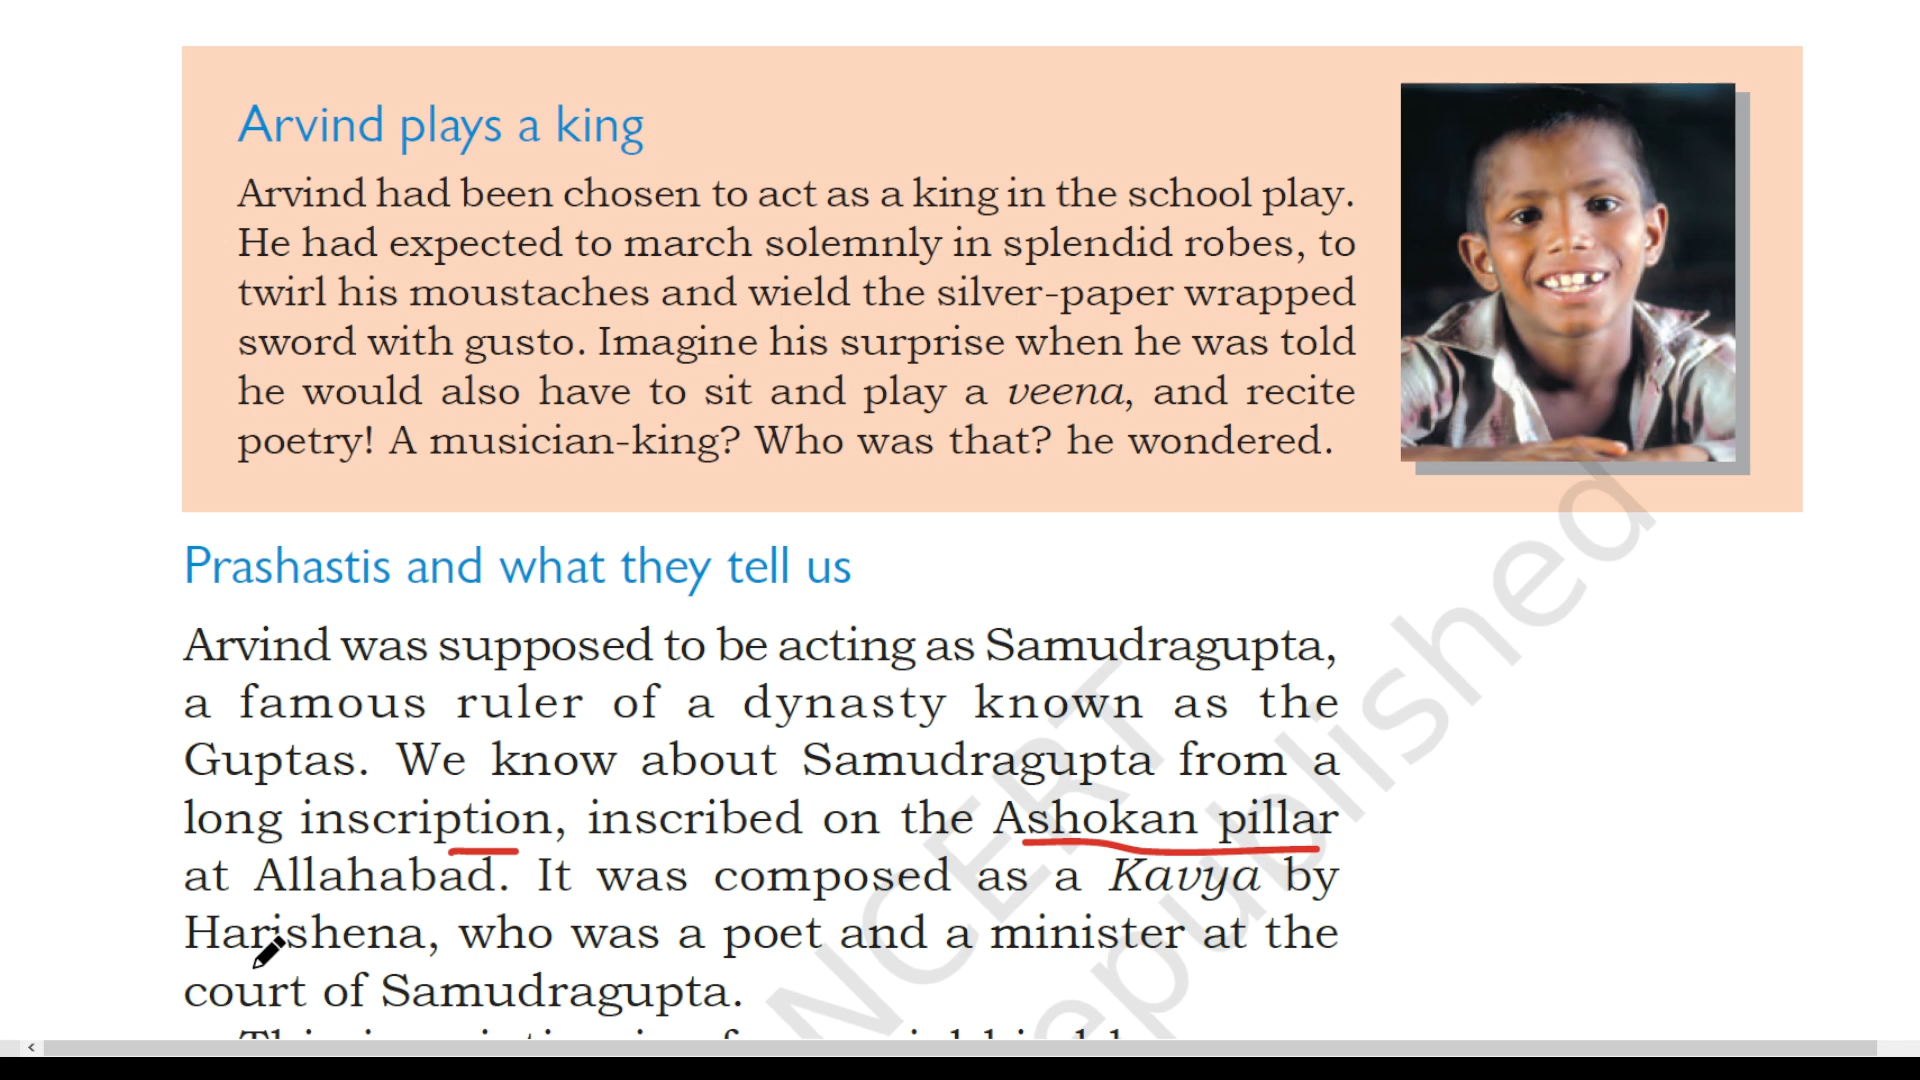 Arvind plays a king
Arvind had been chosen to act as a king in the school play.
He had expected to march solemnly in splendid robes, to
twirl his moustaches and wield the silver-paper wrapped
sword with gusto. Imagine his surprise when he was told
he would also have to sit and play a veena, and recite
poetry! A musician-king? Who was that? he wondered.
Prashastis and what they tell us
Arvind was supposed to be acting as Samudragupta,
a famous ruler of a dynasty known as the
Guptas. We know about Samudragupta from a
long inscription, inscribed on the Ashokan pillar
at Allahabad. It was composed as a Kavya by
Harishena, who was a poet and a minister at the
court of Samudragupta.
NCERT
epublished